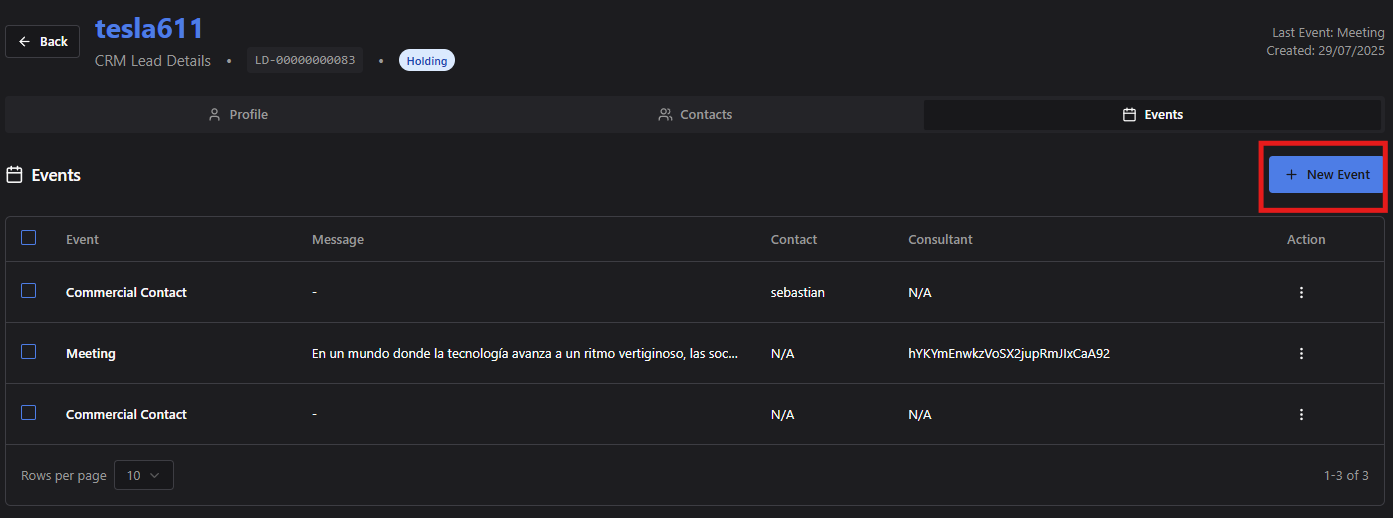 Back
tesla611
CRM Lead Details • LD-00000000083 • Holding
Last Event: Meeting
Created: 29/07/2025
Profile Contacts Events
Events
+ New Event
Event Message Contact Consultant Action
Commercial Contact - sebastian N/A
Meeting En un mundo donde la tecnología avanza a un ritmo vertiginoso, las soc... N/A hYKYmEnwkzVoSX2jupRmJIxCaA92
Commercial Contact - N/A N/A
Rows per page 10 1-3 of 3